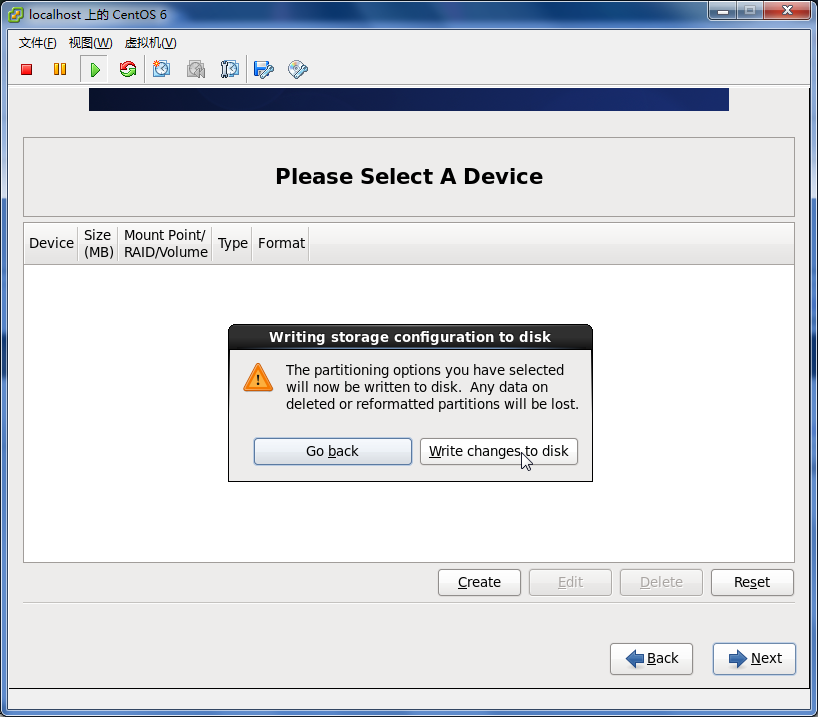 localhost 上的 CentOS 6
文件(F) 视图(W) 虚拟机(V)
Please Select A Device
Device
Size
(MB)
Mount Point/
RAID/Volume
Type
Format
Writing storage configuration to disk
The partitioning options you have selected
will now be written to disk.  Any data on
deleted or reformatted partitions will be lost.
Go back
Write changes to disk
Create
Edit
Delete
Reset
Back
Next